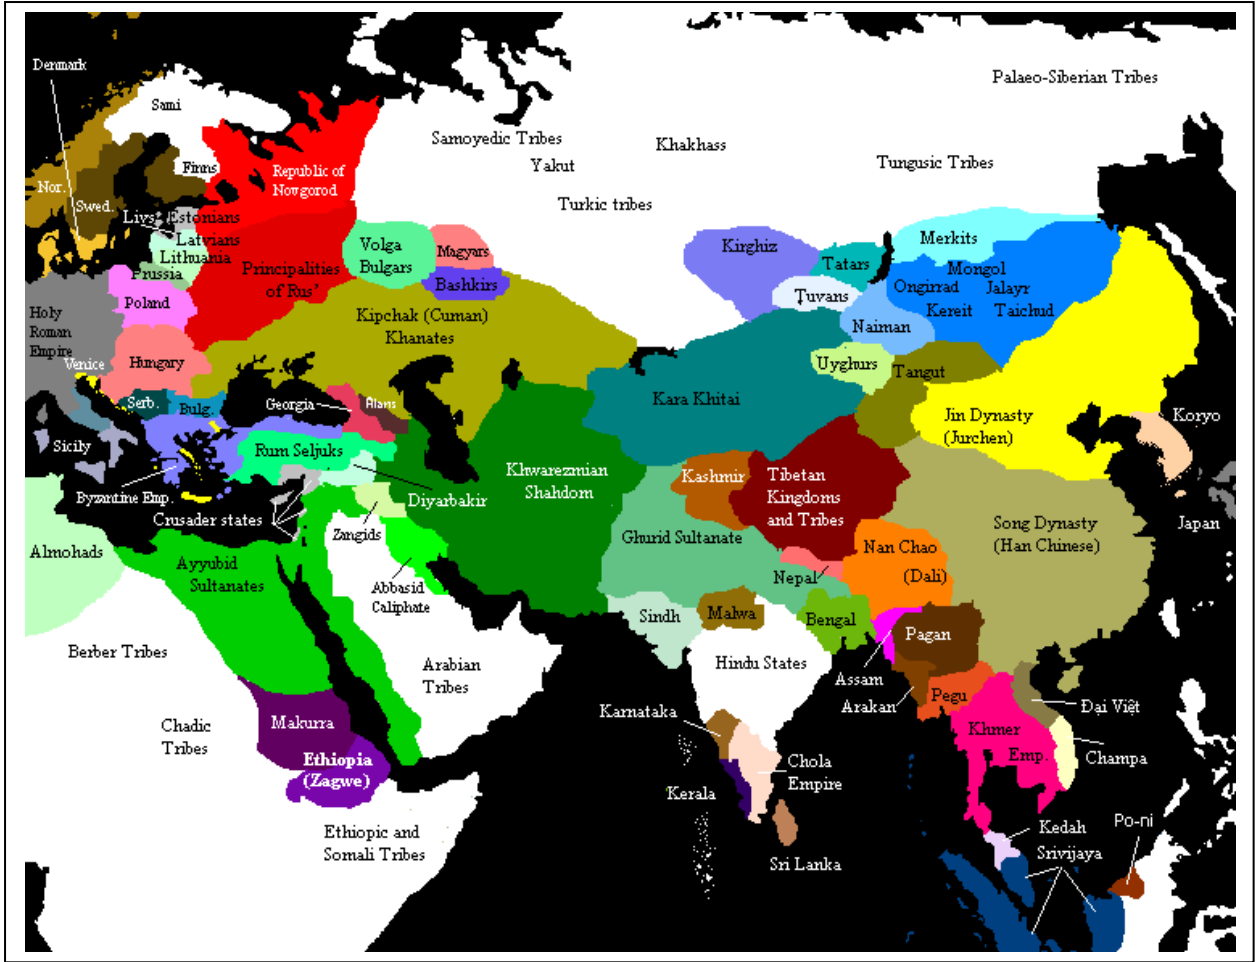 Denmark
Palaeo-Siberian Tribes
Sami
Samoyedic Tribes
Khakhass
Yakut
Tungusic Tribes
Finns
Republic of
Novgorod
Nor.
Swed.
Turkic tribes
Livs
Estonians
Latvians
Lithuania
Prussia
Volga
Bulgars
Magyars
Bashkirs
Kirghiz
Tatars
Merkits
Tuvans
Ongirrad
Mongol
Jalayr
Kereit
Taichud
Naiman
Principalities
of Rus'
Poland
Holy
Roman
Empire
Kipchak (Cuman)
Khanates
Venice
Hungary
Uyghurs
Tangut
Serb.
Bulg.
Georgia
Alans
Kara Khitai
Jin Dynasty
(Jurchen)
Koryo
Sicily
Rum Seljuks
Byzantine Emp.
Diyarbakir
Khwarezmian
Shahdom
Kashmir
Tibetan
Kingdoms
and Tribes
Crusader states
Zangids
Ghurid Sultanate
Song Dynasty
(Han Chinese)
Japan
Almohads
Ayyubid
Sultanates
Abbasid
Caliphate
Nepal
Nan Chao
(Dali)
Sindh
Malwa
Bengal
Pagan
Berber Tribes
Arabian
Tribes
Hindu States
Assam
Arakan
Pegu
Đại Việt
Karnataka
Makurra
Chadic
Tribes
Khmer
Emp.
Champa
Ethiopia
(Zagwe)
Chola
Empire
Kerala
Ethiopic and
Somali Tribes
Sri Lanka
Kedah
Srivijaya
Po-ni